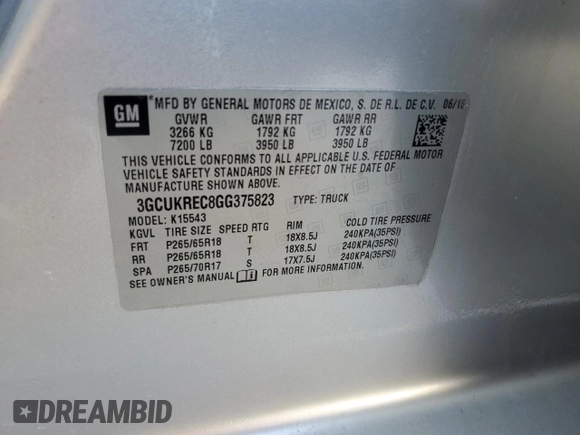 GM
*MFD BY GENERAL MOTORS DE MEXICO, S. DE R.L. DE C.V. 06/16
GVWR GAWR FRT GAWR RR
3266 KG 1792 KG 1792 KG
7200 LB 3950 LB 3950 LB
THIS VEHICLE CONFORMS TO ALL APPLICABLE U.S. FEDERAL MOTOR
VEHICLE SAFETY STANDARDS IN EFFECT ON THE DATE OF
MANUFACTURE SHOWN ABOVE.
3GCUKREC8GG375823 TYPE: TRUCK
MODEL: K15543
KGVL TIRE SIZE SPEED RTG RIM COLD TIRE PRESSURE
FRT P265/65R18 T 18X8.5J 240KPA(35PSI)
RR P265/65R18 T 18X8.5J 240KPA(35PSI)
SPA P265/70R17 S 17X7.5J 240KPA(35PSI)
SEE OWNER'S MANUAL FOR MORE INFORMATION
DREAMBID